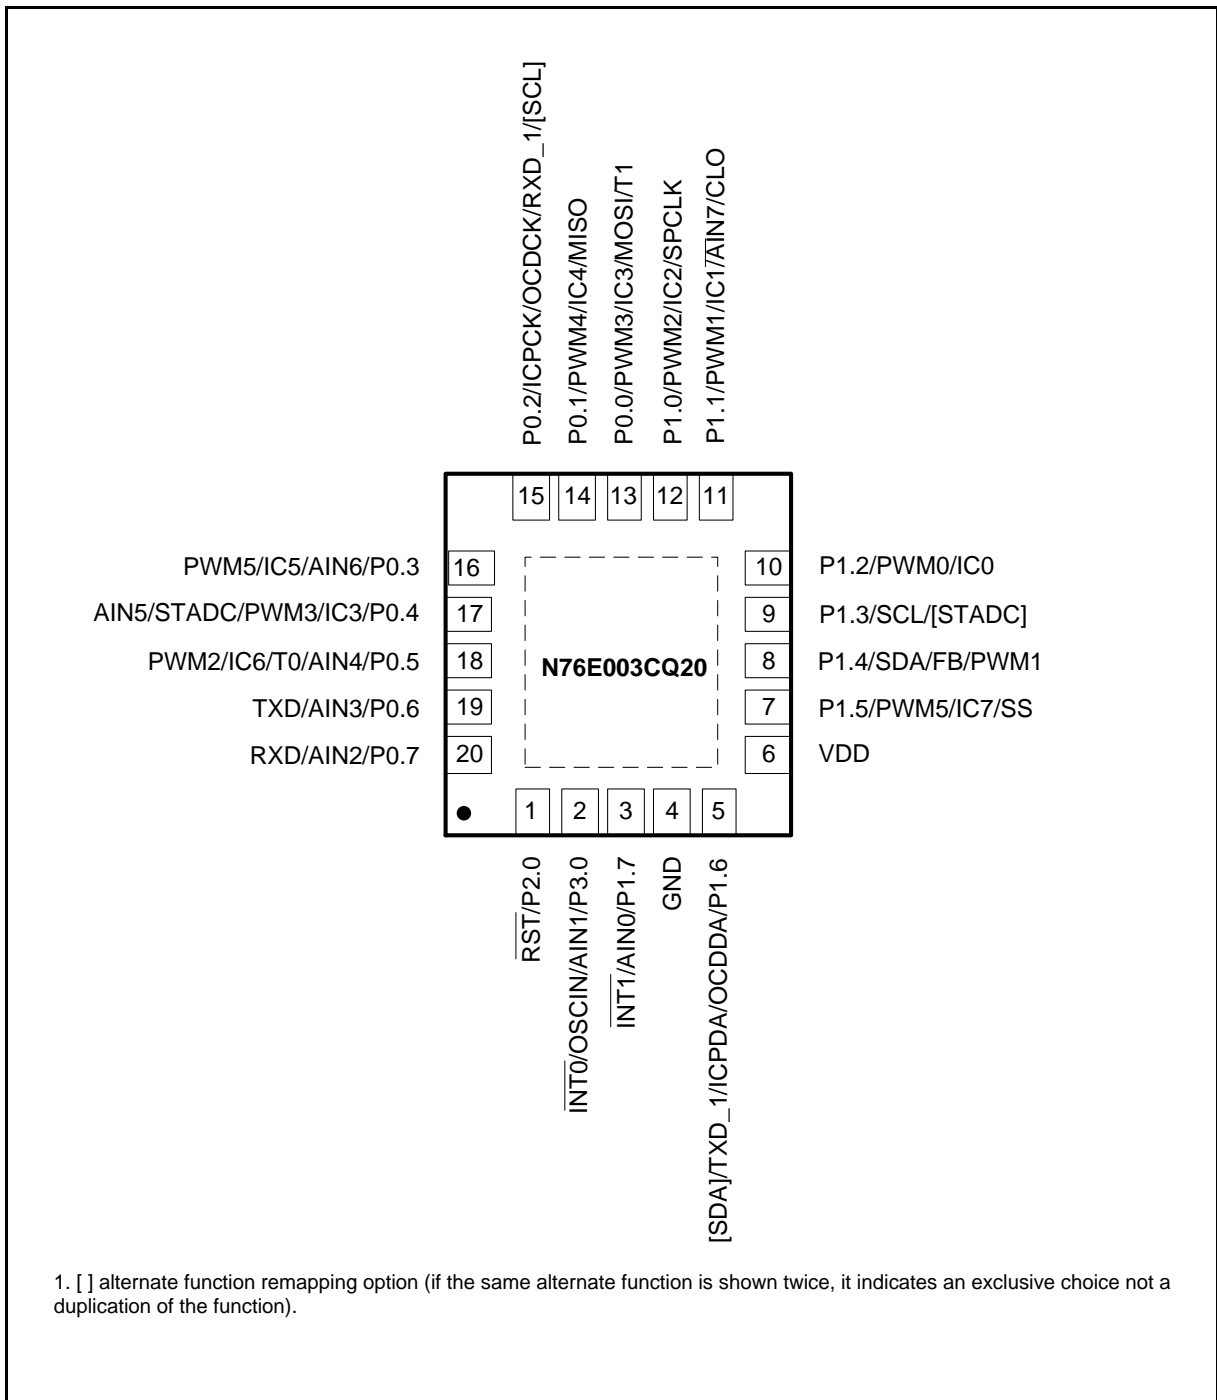 P0.2/ICPCK/OCDCK/RXD_1/[SCL]
P0.1/PWM4/IC4/MISO
P0.0/PWM3/IC3/MOSI/T1
P1.0/PWM2/IC2/SPCLK
P1.1/PWM1/IC1/AIN7/CLO
15 14 13 12 11
PWM5/IC5/AIN6/P0.3 16
AIN5/STADC/PWM3/IC3/P0.4 17
PWM2/IC6/T0/AIN4/P0.5 18
TXD/AIN3/P0.6 19
RXD/AIN2/P0.7 20
N76E003CQ20
10 P1.2/PWM0/IC0
9 P1.3/SCL/[STADC]
8 P1.4/SDA/FB/PWM1
7 P1.5/PWM5/IC7/SS
6 VDD
1 2 3 4 5
RST/P2.0
INT0/OSCIN/AIN1/P3.0
INT1/AIN0/P1.7
GND
[SDA]/TXD_1/ICPDA/OCDDA/P1.6
1. [ ] alternate function remapping option (if the same alternate function is shown twice, it indicates an exclusive choice not a
duplication of the function).